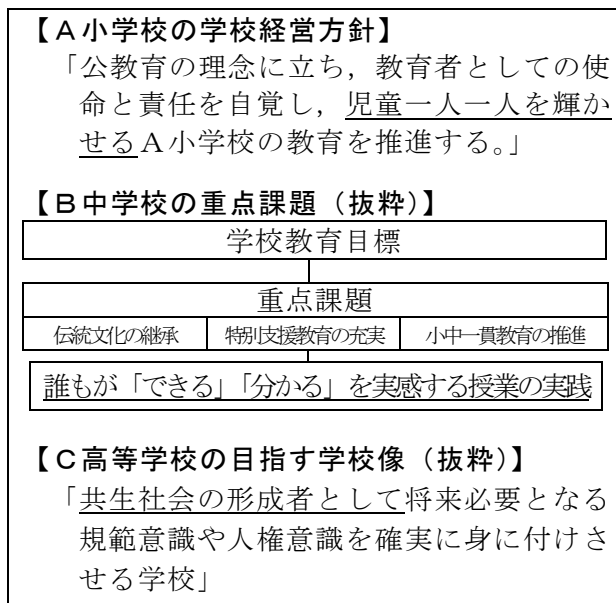 【Ａ小学校の学校経営方針】
「公教育の理念に立ち，教育者としての使
命と責任を自覚し，児童一人一人を輝か
せるＡ小学校の教育を推進する。」
【Ｂ中学校の重点課題（抜粋）】
学校教育目標
重点課題
伝統文化の継承　特別支援教育の充実　小中一貫教育の推進
誰もが「できる」「分かる」を実感する授業の実践
【Ｃ高等学校の目指す学校像（抜粋）】
「共生社会の形成者として将来必要となる
規範意識や人権意識を確実に身に付けさ
せる学校」